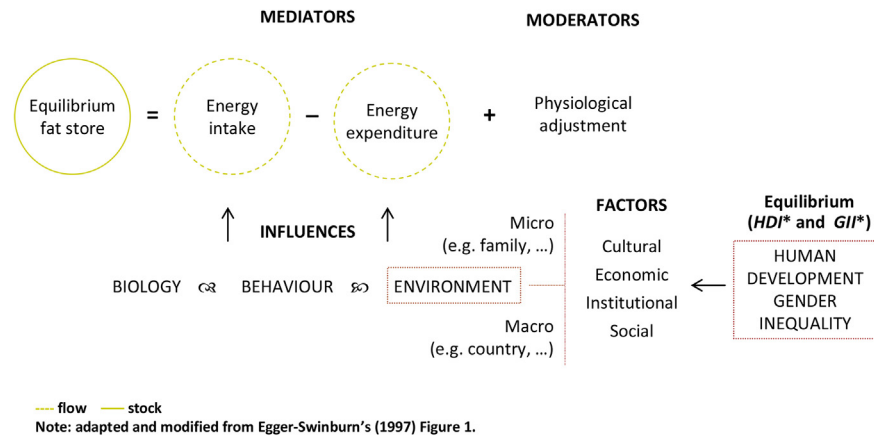 MEDIATORS
MODERATORS
Equilibrium
fat store
=
Energy
intake
–
Energy
expenditure
+
Physiological
adjustment
INFLUENCES
BIOLOGY
BEHAVIOUR
ENVIRONMENT
Micro
(e.g. family, ...)
Macro
(e.g. country, ...)
FACTORS
Cultural
Economic
Institutional
Social
Equilibrium
(HDI* and GII*)
HUMAN
DEVELOPMENT
GENDER
INEQUALITY
flow
stock
Note: adapted and modified from Egger-Swinburn's (1997) Figure 1.